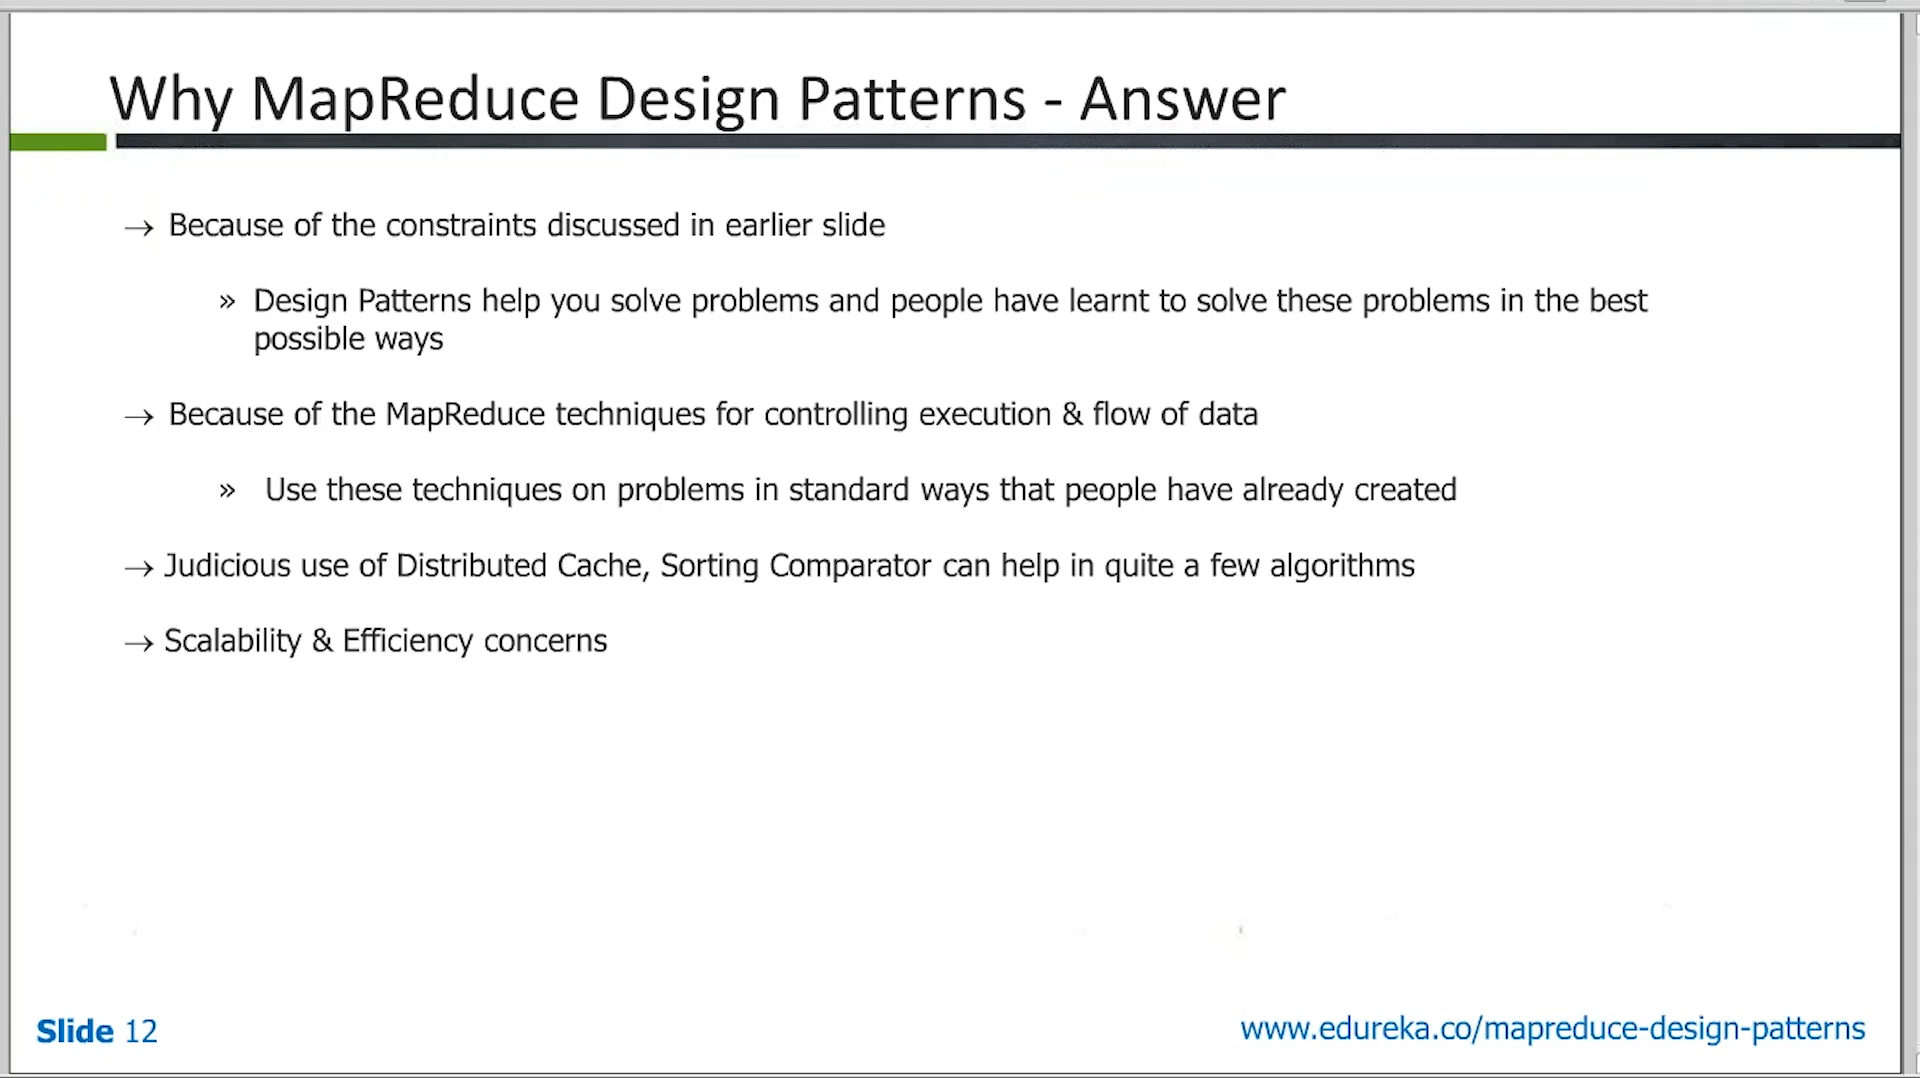 Why MapReduce Design Patterns - Answer
→ Because of the constraints discussed in earlier slide
» Design Patterns help you solve problems and people have learnt to solve these problems in the best
possible ways
→ Because of the MapReduce techniques for controlling execution & flow of data
» Use these techniques on problems in standard ways that people have already created
→ Judicious use of Distributed Cache, Sorting Comparator can help in quite a few algorithms
→ Scalability & Efficiency concerns
Slide 12
www.edureka.co/mapreduce-design-patterns